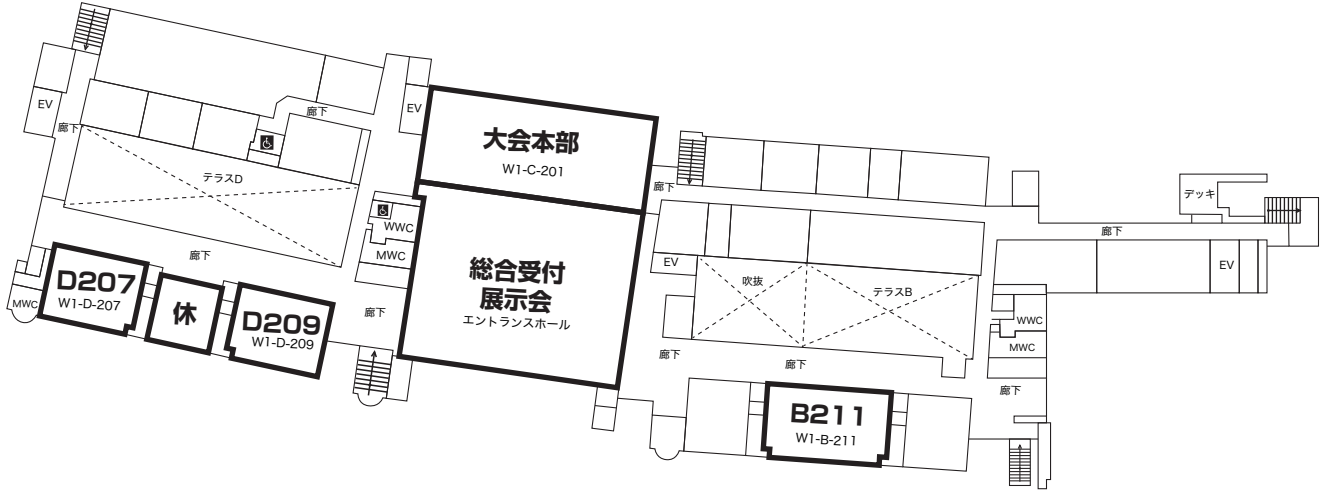 EV
廊下
廊下
EV
テラスD
大会本部
W1-C-201
廊下
WWC
MWC
廊下
D207
W1-D-207
MWC
休
D209
W1-D-209
廊下
総合受付
展示会
エントランスホール
EV
吹抜
テラスB
廊下
廊下
B211
W1-B-211
デッキ
廊下
EV
WWC
MWC
廊下